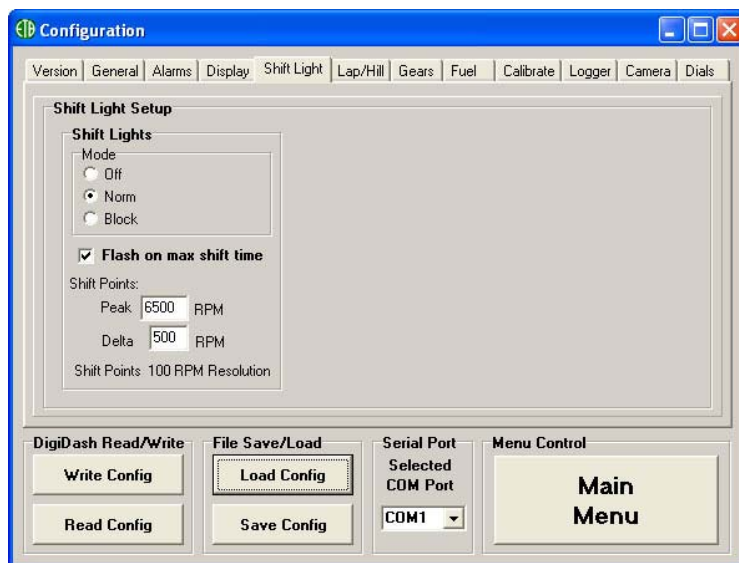 ETB Configuration
Version General Alarms Display Shift Light Lap/Hill Gears Fuel Calibrate Logger Camera Dials
Shift Light Setup
Shift Lights
Mode
Off
Norm
Block
Flash on max shift time
Shift Points:
Peak 6500 RPM
Delta 500 RPM
Shift Points 100 RPM Resolution
DigiDash Read/Write
Write Config
Read Config
File Save/Load
Load Config
Save Config
Serial Port
Selected
COM Port
COM1
Menu Control
Main
Menu